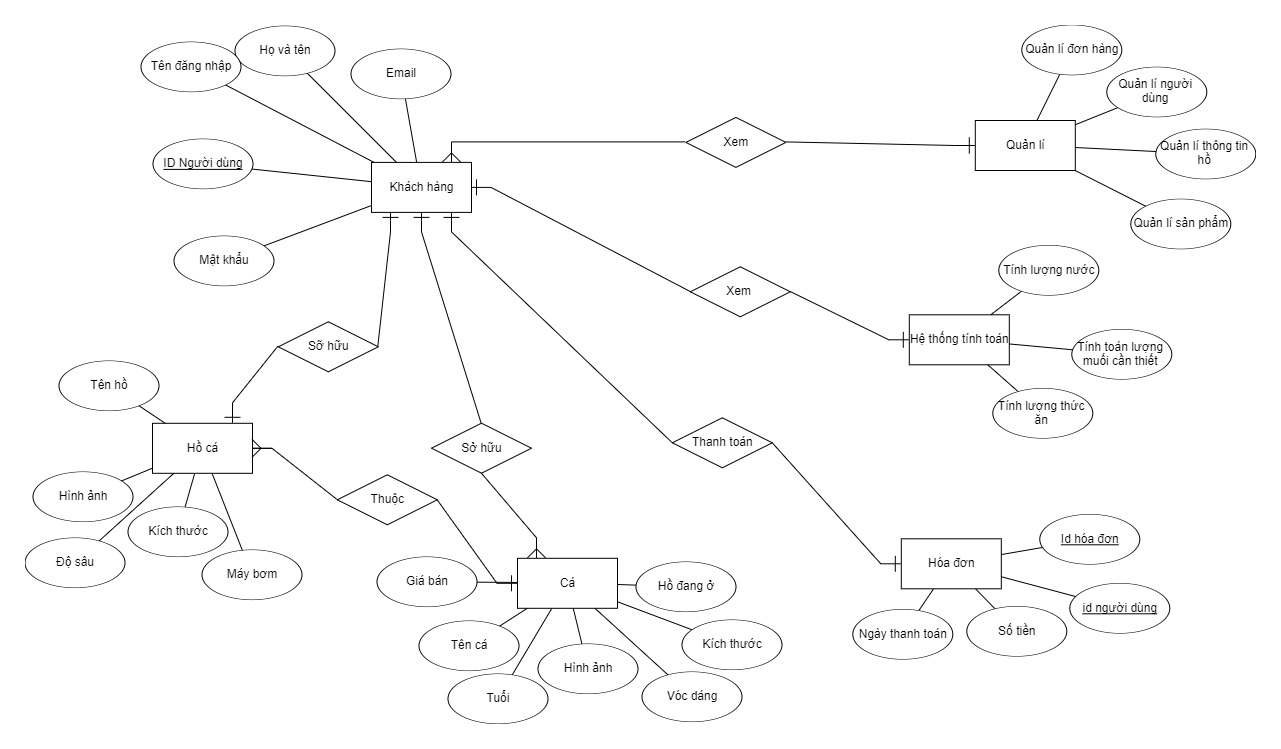 Họ và tên
Tên đăng nhập
Email
Quản lí đơn hàng
Quản lí người
dùng
Xem
Quản lí
Quản lí thông tin
hồ
ID Người dùng
Khách hàng
Quản lí sản phẩm
Mật khẩu
Tính lượng nước
Xem
Hệ thống tính toán
Tính toán lượng
muối cần thiết
Sỡ hữu
Tên hồ
Tính lượng thức
ăn
Hồ cá
Sở hữu
Thanh toán
Hình ảnh
Thuộc
Kích thước
Độ sâu
Máy bơm
Id hóa đơn
Hóa đơn
Giá bán
Cá
Hồ đang ở
id người dùng
Ngày thanh toán
Số tiền
Tên cá
Kích thước
Hình ảnh
Tuổi
Vóc dáng